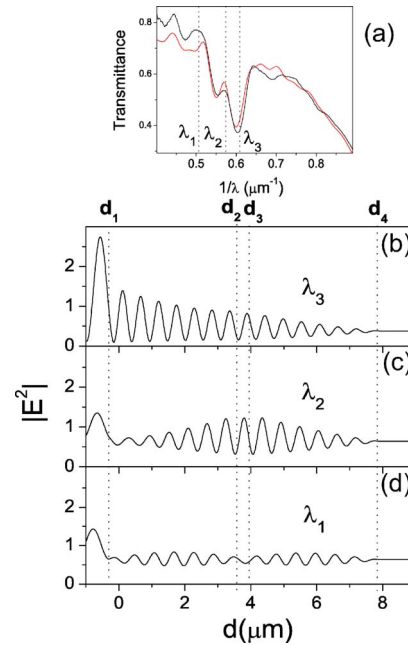 (a)
Transmittance
0.8
0.6
0.4
λ1 λ2 λ3
0.5 0.6 0.7 0.8
1/λ (μm⁻¹)
d1 d2 d3 d4
(b)
2
1
0
λ3
(c)
2
1
0
λ2
(d)
2
1
0
λ1
|E²|
0 2 4 6 8
d(μm)